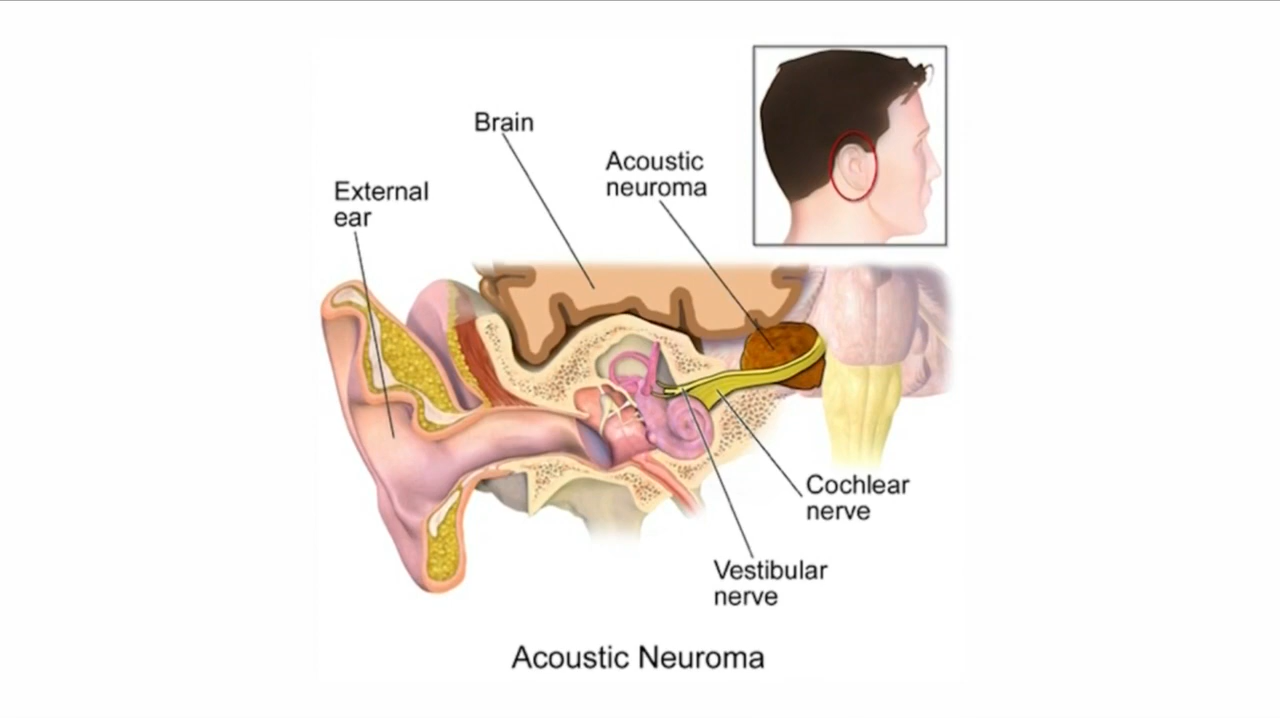 Brain
Acoustic
neuroma
External
ear
Cochlear
nerve
Vestibular
nerve
Acoustic Neuroma